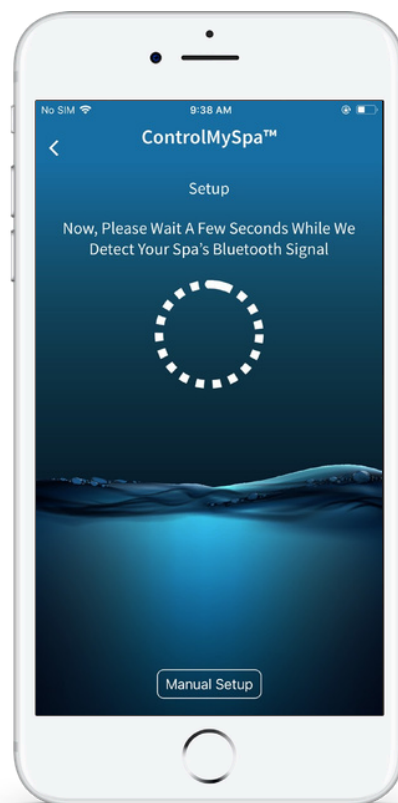 No SIM 9:38 AM
ControlMySpa™
Setup
Now, Please Wait A Few Seconds While We
Detect Your Spa's Bluetooth Signal
Manual Setup